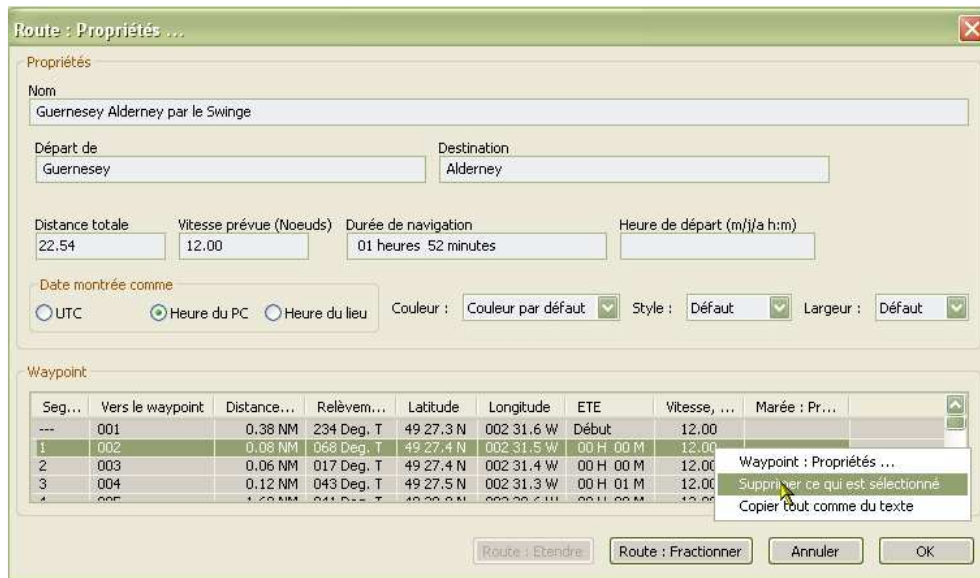 Route : Propriétés ...
Propriétés
Nom
Guernesey Alderney par le Swinge
Départ de Destination
Guernesey Alderney
Distance totale Vitesse prévue (Noeuds) Durée de navigation Heure de départ (m/j/a h:m)
22.54 12.00 01 heures 52 minutes
Date montrée comme
UTC Heure du PC Heure du lieu Couleur : Couleur par défaut Style : Défaut Largeur : Défaut
Waypoint
Seg... Vers le waypoint Distance... Relèvem... Latitude Longitude ETE Vitesse, ... Marée : Pr...
--- 001 0.38 NM 234 Deg. T 49 27.3 N 002 31.6 W Début 12.00
1 002 0.08 NM 068 Deg. T 49 27.4 N 002 31.5 W 00 H 00 M 12.00
2 003 0.06 NM 017 Deg. T 49 27.4 N 002 31.4 W 00 H 00 M 12.00
3 004 0.12 NM 043 Deg. T 49 27.5 N 002 31.3 W 00 H 01 M 12.00
Waypoint : Propriétés ...
Supprimer ce qui est sélectionné
Copier tout comme du texte
Route : Etendre Route : Fractionner Annuler OK